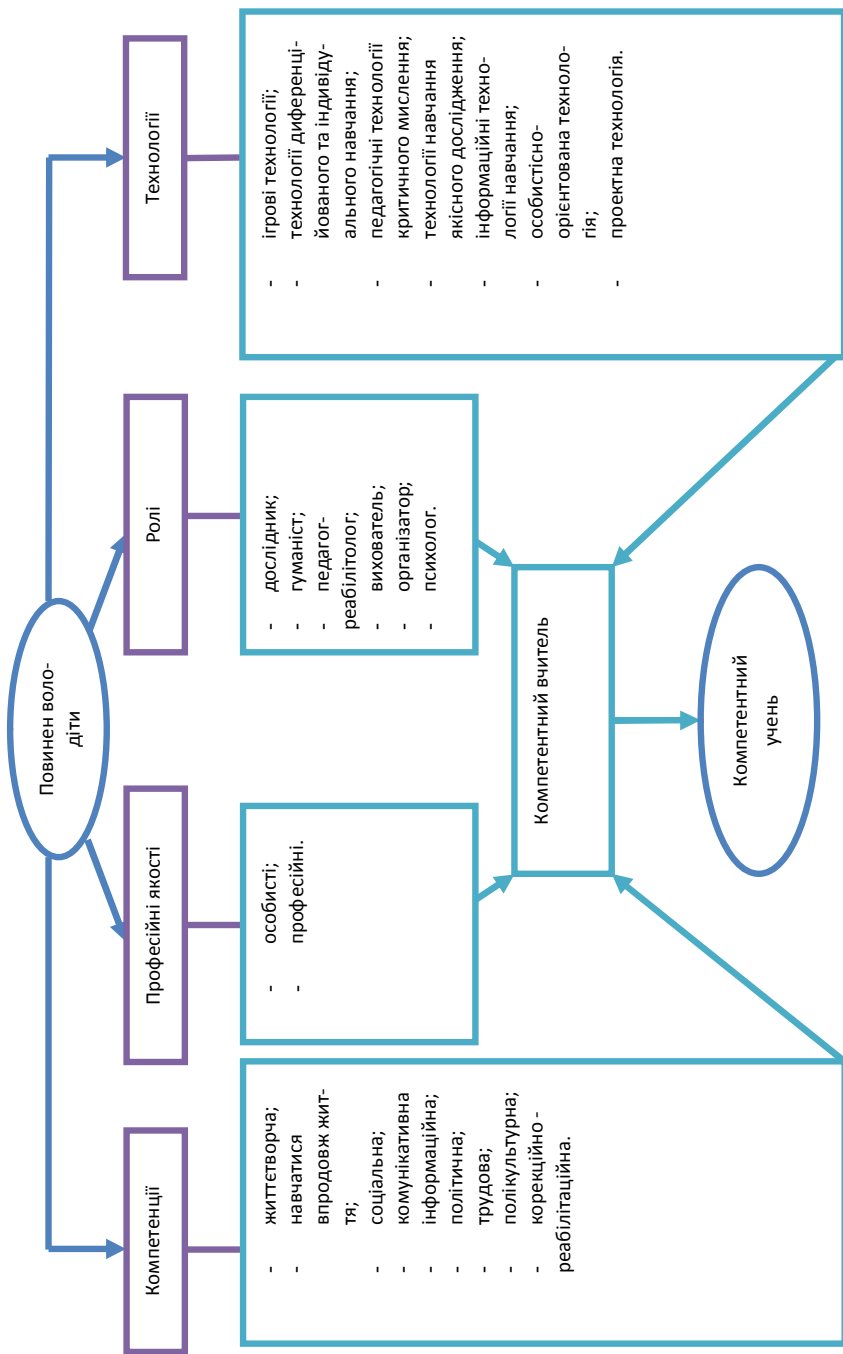 Повинен воло-
діти
Компетенції
Професійні якості
Ролі
Технології
- життєтворча;
- навчатися
впродовж жит-
тя;
- соціальна;
- комунікативна
- інформаційна;
- політична;
- трудова;
- полікультурна;
- корекційно -
реабілітаційна.
- особисті;
- професійні.
- дослідник;
- гуманіст;
- педагог-
реабілітолог;
- вихователь;
- організатор;
- психолог.
- ігрові технології;
- технології диференці-
йованого та індивіду-
ального навчання;
- педагогічні технології
критичного мислення;
- технології навчання
якісного дослідження;
- інформаційні техно-
логії навчання;
- особистісно-
орієнтована техноло-
гія;
- проектна технологія.
Компетентний вчитель
Компетентний
учень